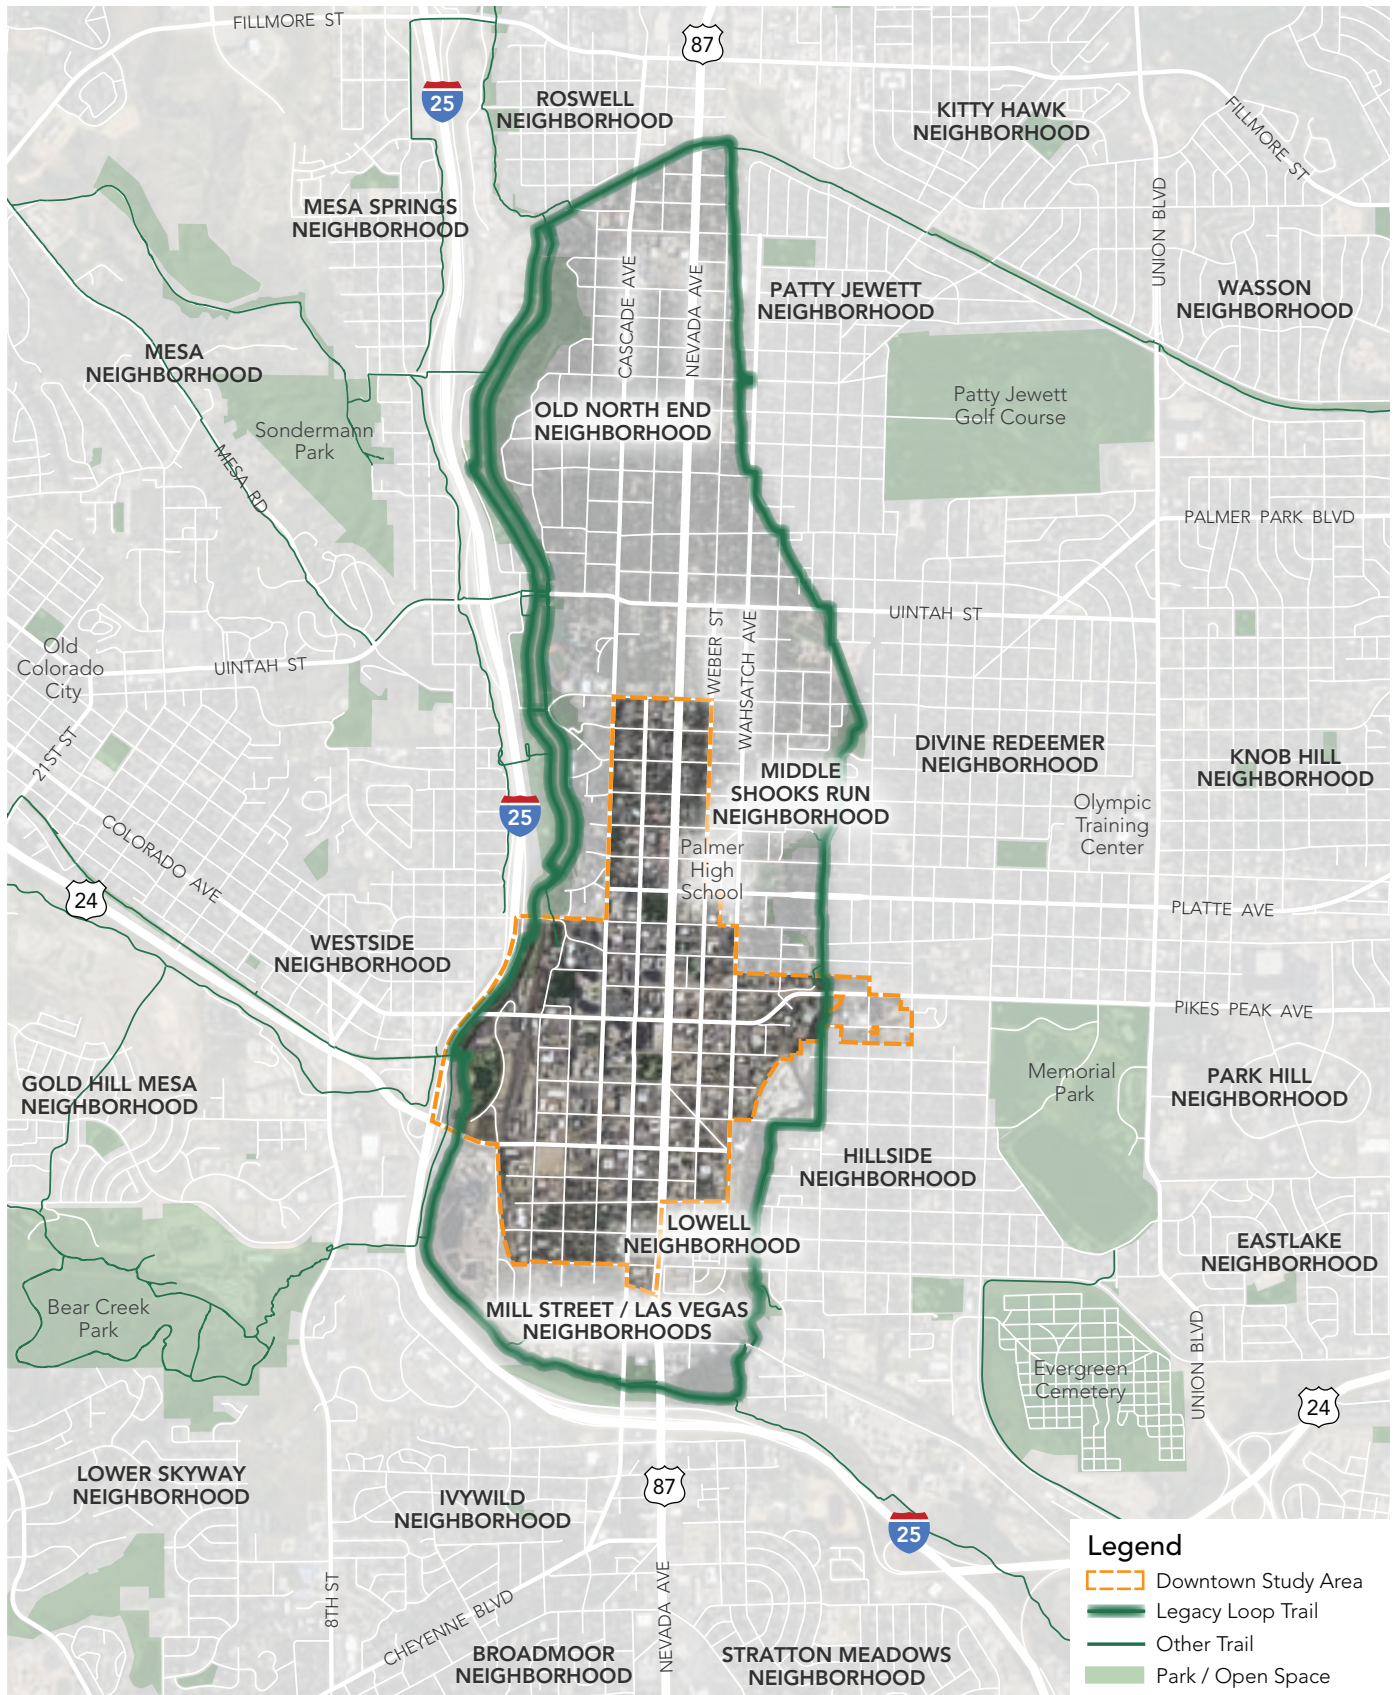 FILLMORE ST
87
25
ROSWELL
NEIGHBORHOOD
KITTY HAWK
NEIGHBORHOOD
FILLMORE ST
MESA SPRINGS
NEIGHBORHOOD
UNION BLVD
CASCADE AVE
NEVADA AVE
PATTY JEWETT
NEIGHBORHOOD
WASSON
NEIGHBORHOOD
MESA
NEIGHBORHOOD
OLD NORTH END
NEIGHBORHOOD
Patty Jewett
Golf Course
Sondermann
Park
MESA RD
PALMER PARK BLVD
UINTAH ST
WEBER ST
WAHSATCH AVE
Old
Colorado
City
UINTAH ST
21ST ST
DIVINE REDEEMER
NEIGHBORHOOD
KNOB HILL
NEIGHBORHOOD
MIDDLE
SHOOKS RUN
NEIGHBORHOOD
25
Olympic
Training
Center
COLORADO AVE
Palmer
High
School
24
PLATTE AVE
WESTSIDE
NEIGHBORHOOD
PIKES PEAK AVE
GOLD HILL MESA
NEIGHBORHOOD
Memorial
Park
PARK HILL
NEIGHBORHOOD
HILLSIDE
NEIGHBORHOOD
LOWELL
NEIGHBORHOOD
EASTLAKE
NEIGHBORHOOD
Bear Creek
Park
MILL STREET / LAS VEGAS
NEIGHBORHOODS
UNION BLVD
Evergreen
Cemetery
24
LOWER SKYWAY
NEIGHBORHOOD
87
IVYWILD
NEIGHBORHOOD
25
8TH ST
CHEYENNE BLVD
NEVADA AVE
BROADMOOR
NEIGHBORHOOD
STRATTON MEADOWS
NEIGHBORHOOD
Legend
Downtown Study Area
Legacy Loop Trail
Other Trail
Park / Open Space